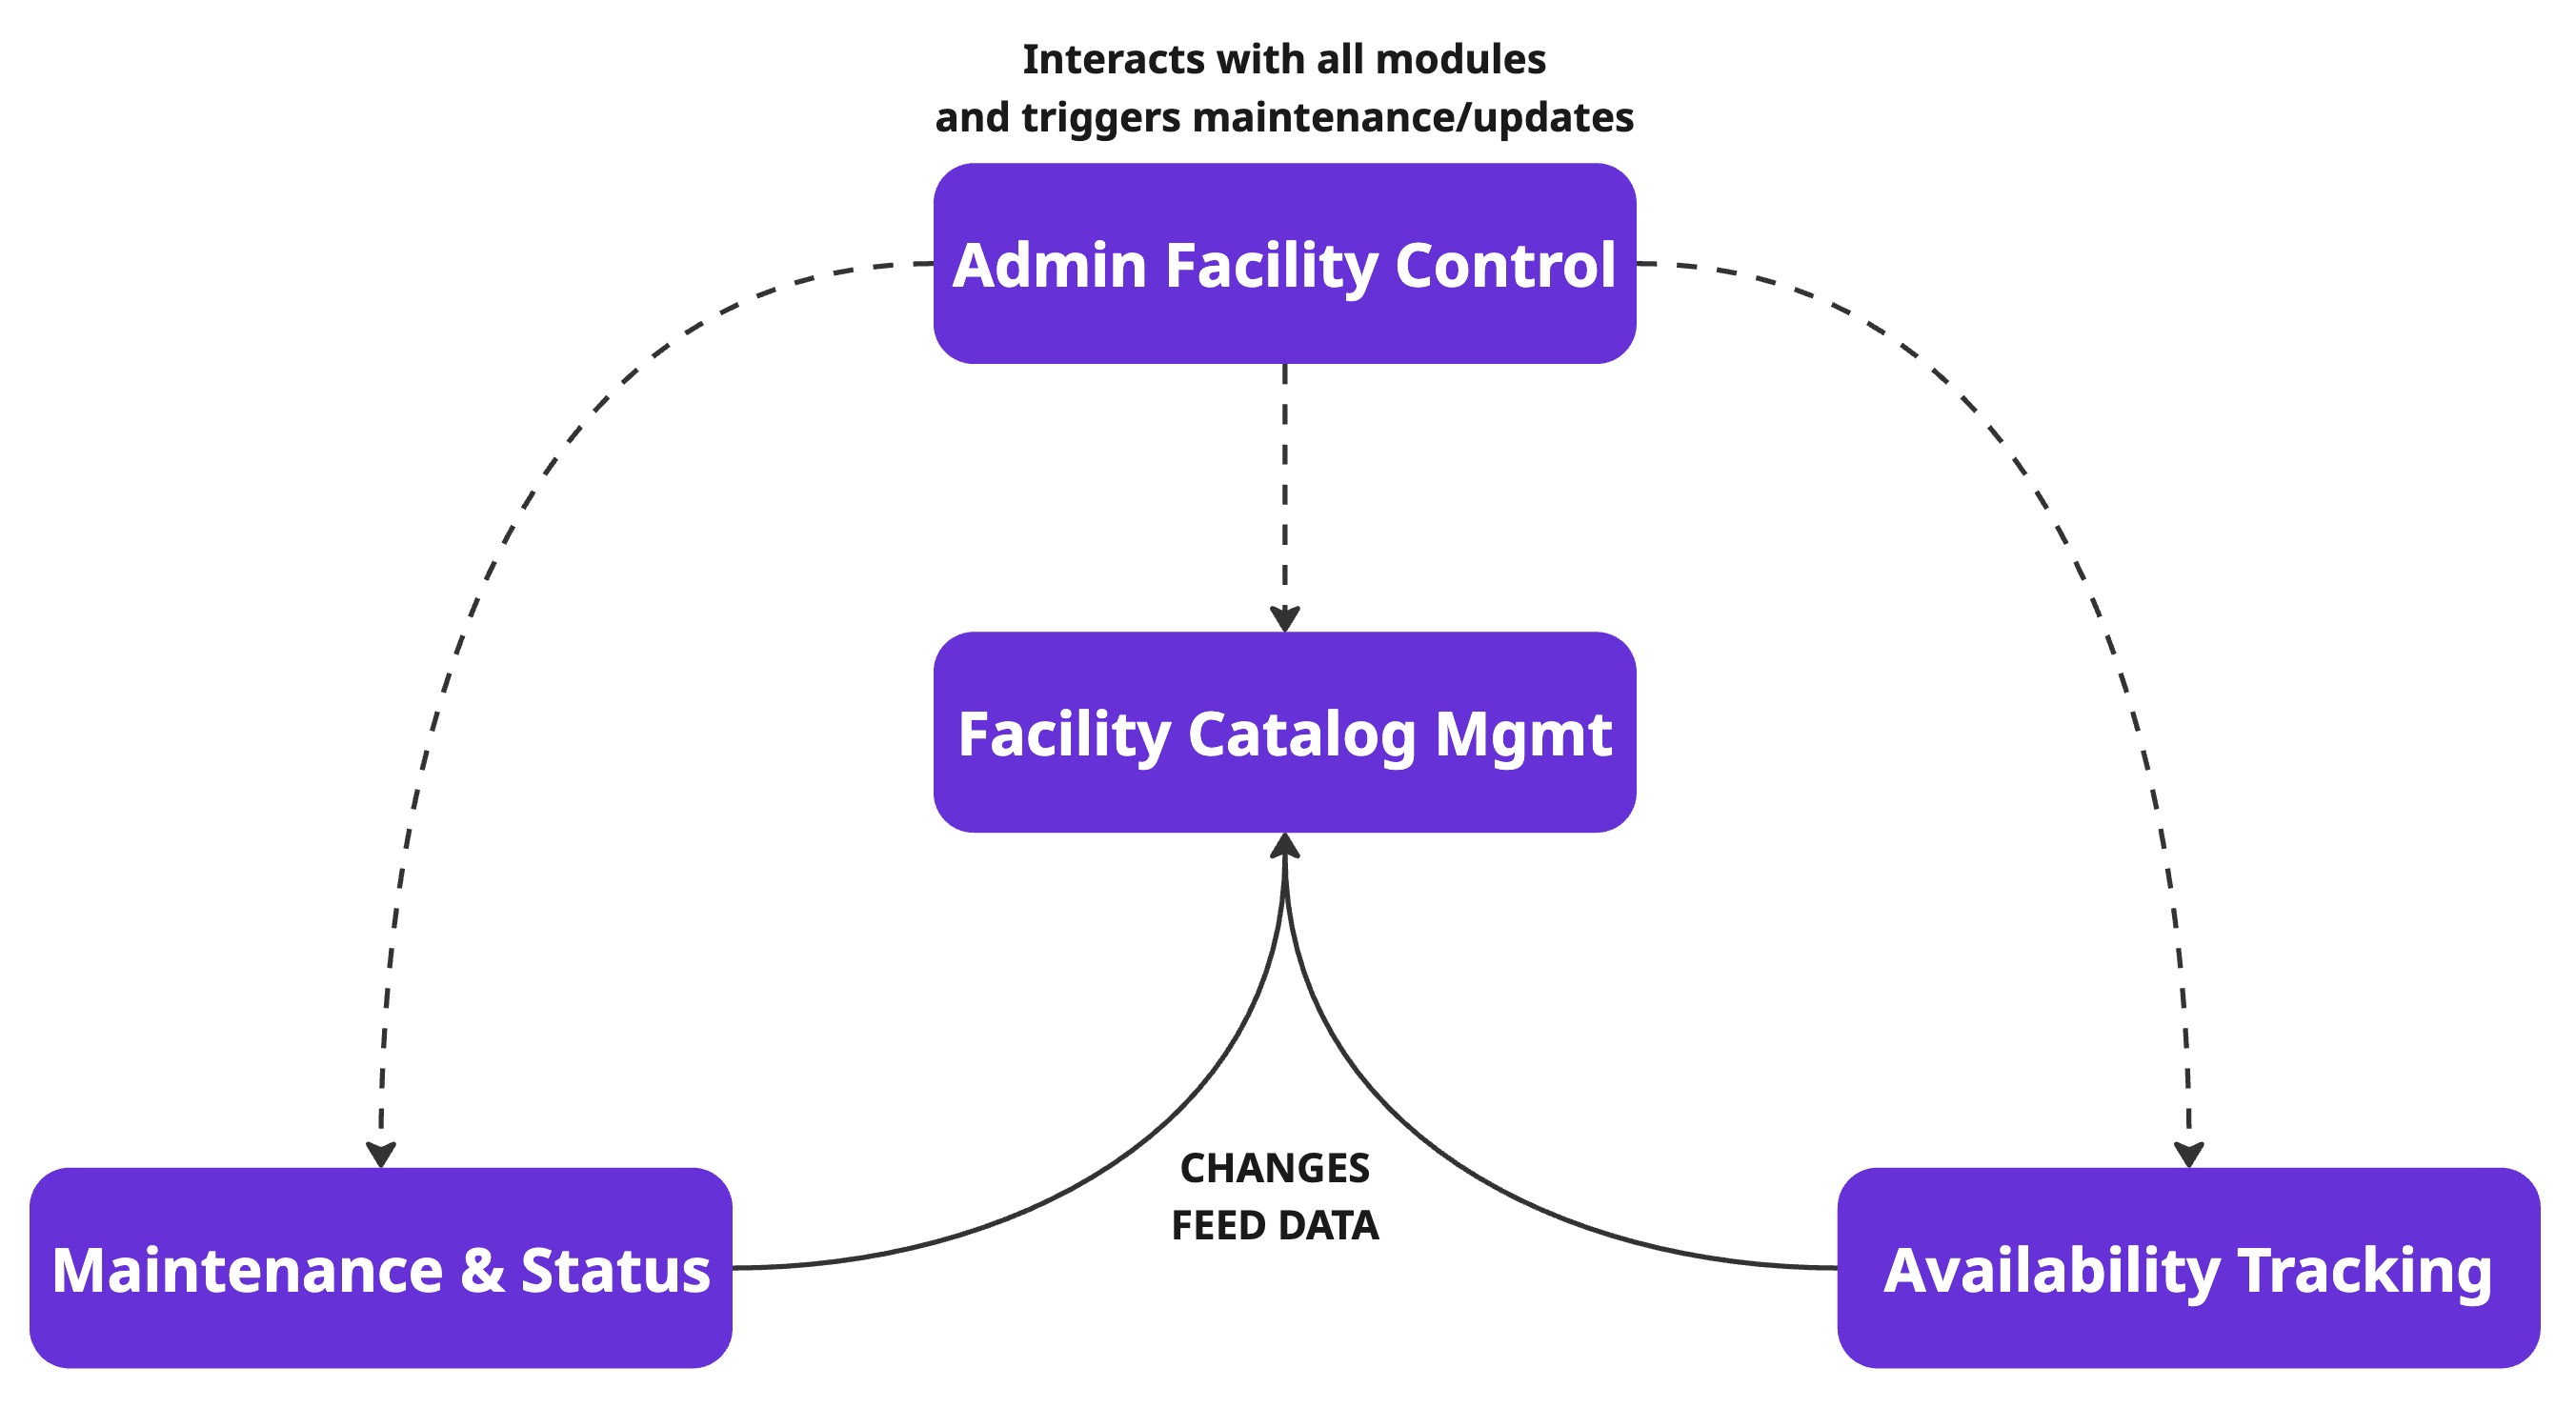 Interacts with all modules
and triggers maintenance/updates
Admin Facility Control
Facility Catalog Mgmt
CHANGES
FEED DATA
Maintenance & Status
Availability Tracking